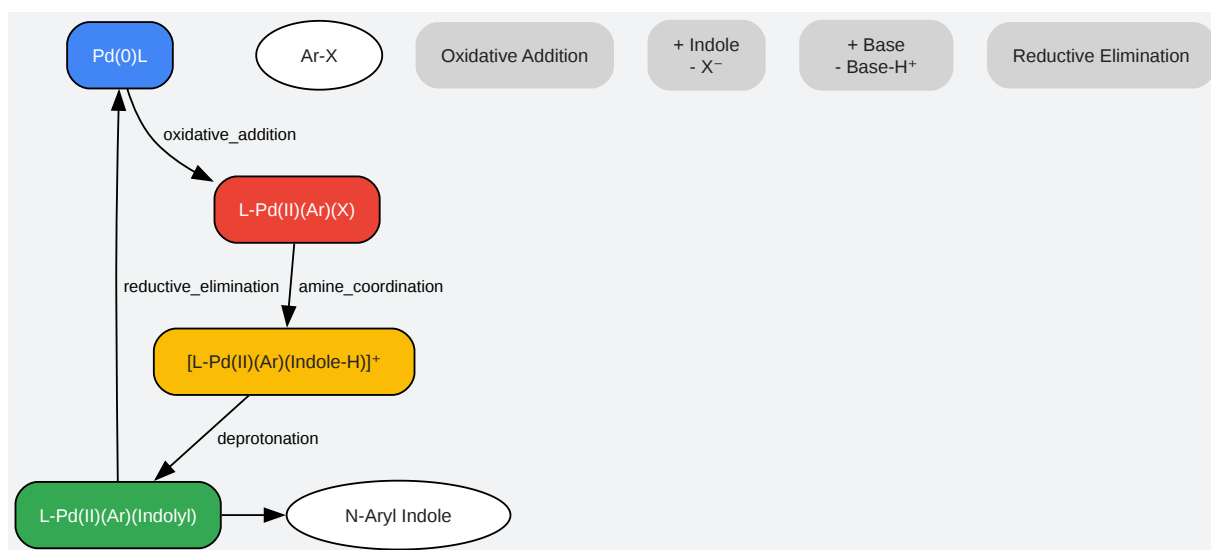 Pd(0)L
Ar-X
Oxidative Addition
+ Indole
- X⁻
+ Base
- Base-H⁺
Reductive Elimination
oxidative_addition
L-Pd(II)(Ar)(X)
reductive_elimination
amine_coordination
[L-Pd(II)(Ar)(Indole-H)]⁺
deprotonation
L-Pd(II)(Ar)(Indolyl)
N-Aryl Indole